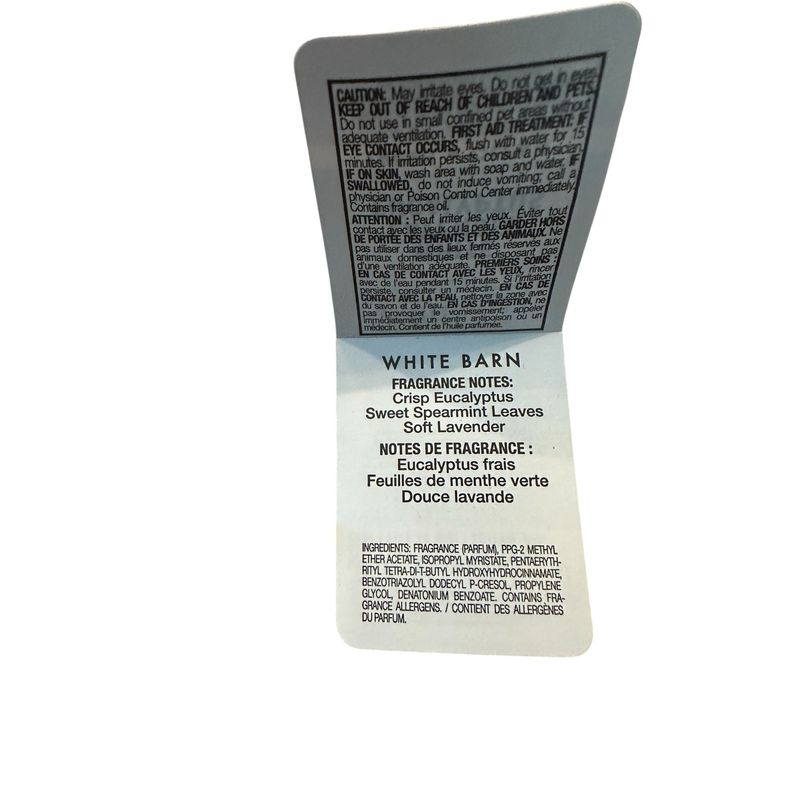 CAUTION: May irritate eyes. Do not get in eyes.
KEEP OUT OF REACH OF CHILDREN AND PETS.
Do not use in small confined pet areas without
adequate ventilation. FIRST AID TREATMENT: IF
EYE CONTACT OCCURS, flush with water for 15
minutes. If irritation persists, consult a physician.
IF ON SKIN, wash area with soap and water. IF
SWALLOWED, do not induce vomiting; call a
physician or Poison Control Center immediately.
Contains fragrance oil.
ATTENTION : Peut irriter les yeux. Éviter tout
contact avec les yeux ou la peau. GARDER HORS
DE PORTÉE DES ENFANTS ET DES ANIMAUX. Ne
pas utiliser dans des lieux fermés réservés aux
animaux domestiques et ne disposant pas
d'une ventilation adéquate. PREMIERS SOINS :
EN CAS DE CONTACT AVEC LES YEUX, rincer
avec de l'eau pendant 15 minutes. Si l'irritation
persiste, consulter un médecin. EN CAS DE
CONTACT AVEC LA PEAU, nettoyer la zone avec
du savon et de l'eau. EN CAS D'INGESTION, ne
pas provoquer le vomissement; appeler
immédiatement un centre antipoison ou un
médecin. Contient de l'huile parfumée.
WHITE BARN
FRAGRANCE NOTES:
Crisp Eucalyptus
Sweet Spearmint Leaves
Soft Lavender
NOTES DE FRAGRANCE :
Eucalyptus frais
Feuilles de menthe verte
Douce lavande
INGREDIENTS: FRAGRANCE (PARFUM), PPG-2 METHYL
ETHER ACETATE, ISOPROPYL MYRISTATE, PENTAERYTH-
RITYL TETRA-DI-T-BUTYL HYDROXYHYDROCINNAMATE,
BENZOTRIAZOLYL DODECYL P-CRESOL, PROPYLENE
GLYCOL, DENATONIUM BENZOATE. CONTAINS FRA-
GRANCE ALLERGENS. / CONTIENT DES ALLERGÈNES
DU PARFUM.